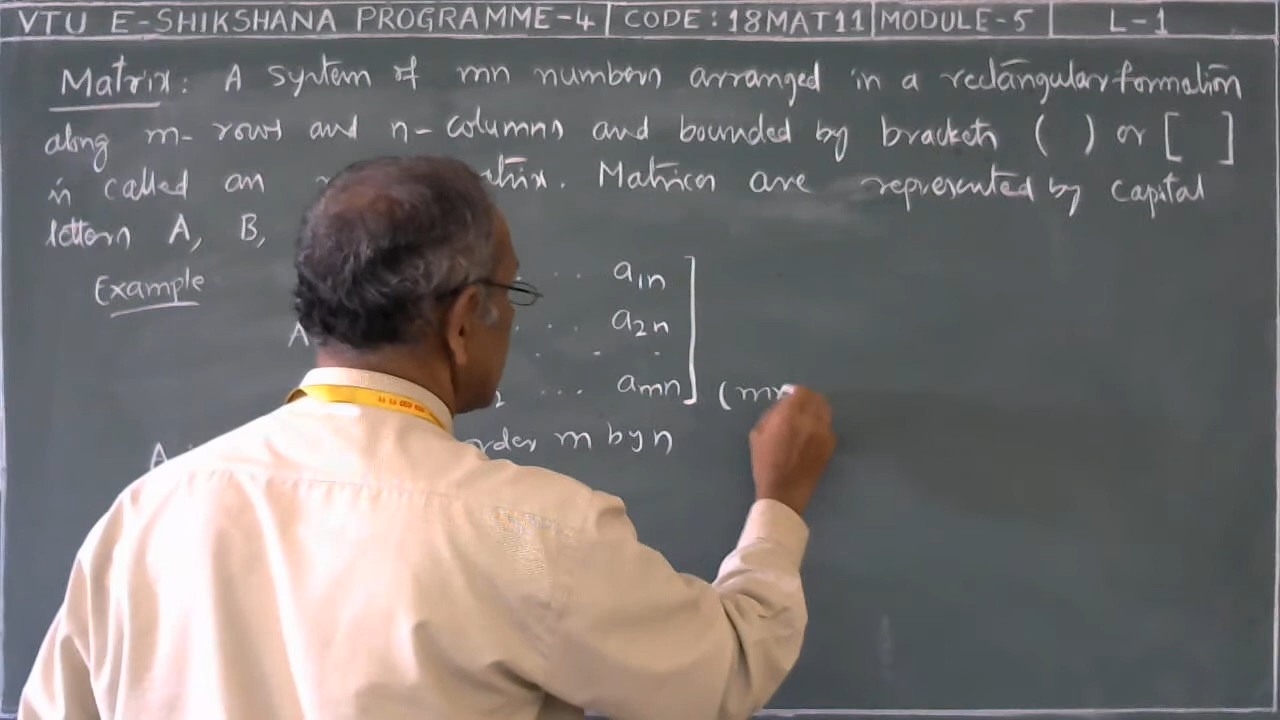 VTU E-SHIKSHANA PROGRAMME-4 | CODE: 18MAT11 | MODULE-5 | L-1
Matrix: A system of mn numbers arranged in a rectangular formation
along m- rows and n-columns and bounded by brackets ( ) or [ ]
is called an matrix. Matrices are represented by capital
letters A, B,
Example
. . . a1n
A . . . a2n
. . .
2 ... amn] (m
A order m by n